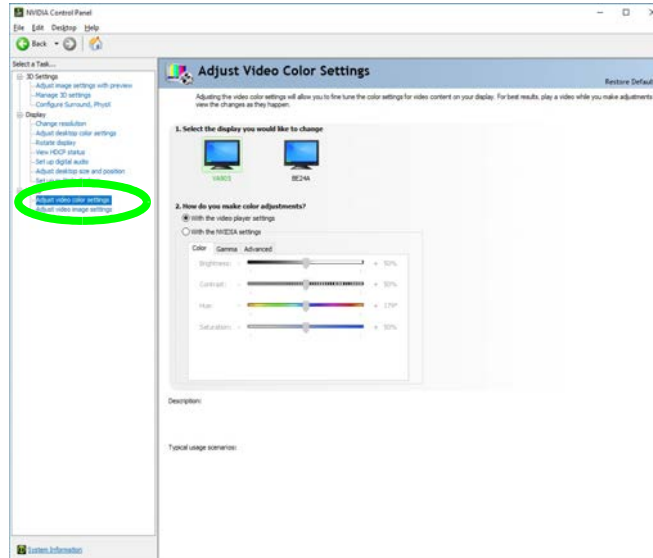 NVIDIA Control Panel
File Edit Desktop Help
Back
Select a Task...
3D Settings
Adjust image settings with preview
Manage 3D settings
Configure Surround, PhysX
Display
Change resolution
Adjust desktop color settings
Rotate display
View HDCP status
Set up digital audio
Adjust desktop size and position
Adjust video color settings
Adjust video image settings
System Information
Adjust Video Color Settings
Restore Default
Adjusting the video color settings will allow you to fine tune the color settings for video content on your display. For best results, play a video while you make adjustments
view the changes as they happen.
1. Select the display you would like to change
BE24A
2. How do you make color adjustments?
With the video player settings
With the NVIDIA settings
Color Gamma Advanced
Brightness: - + 50%
Contrast: - + 50%
Hue: - +
Saturation: - + 50%
Description:
Typical usage scenarios: